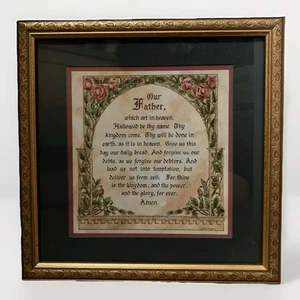 Our
Father,
which art in heaven,
Hallowed be thy name. Thy
kingdom come. Thy will be done in
earth, as it is in heaven. Give us this
day our daily bread. And forgive us our
debts, as we forgive our debtors. And
lead us not into temptation, but
deliver us from evil: For thine
is the kingdom, and the power,
and the glory, for ever.
Amen.